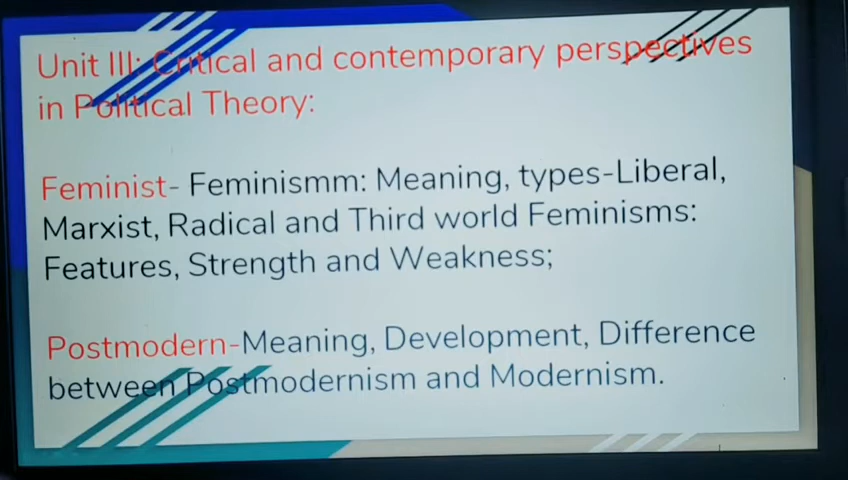 Unit III: Critical and contemporary perspectives
in Political Theory:
Feminist- Feminismm: Meaning, types-Liberal,
Marxist, Radical and Third world Feminisms:
Features, Strength and Weakness;
Postmodern-Meaning, Development, Difference
between Postmodernism and Modernism.